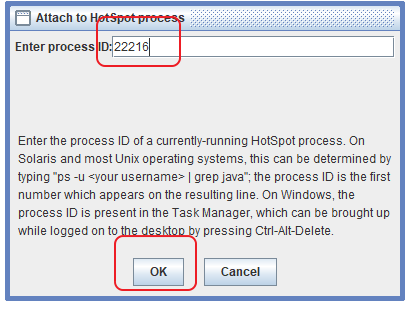 Attach to HotSpot process
Enter process ID: 22216
Enter the process ID of a currently-running HotSpot process. On
Solaris and most Unix operating systems, this can be determined by
typing "ps -u <your username> | grep java"; the process ID is the first
number which appears on the resulting line. On Windows, the
process ID is present in the Task Manager, which can be brought up
while logged on to the desktop by pressing Ctrl-Alt-Delete.
OK Cancel